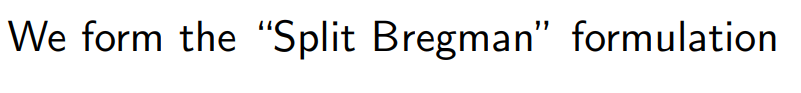 We form the “Split Bregman” formulation